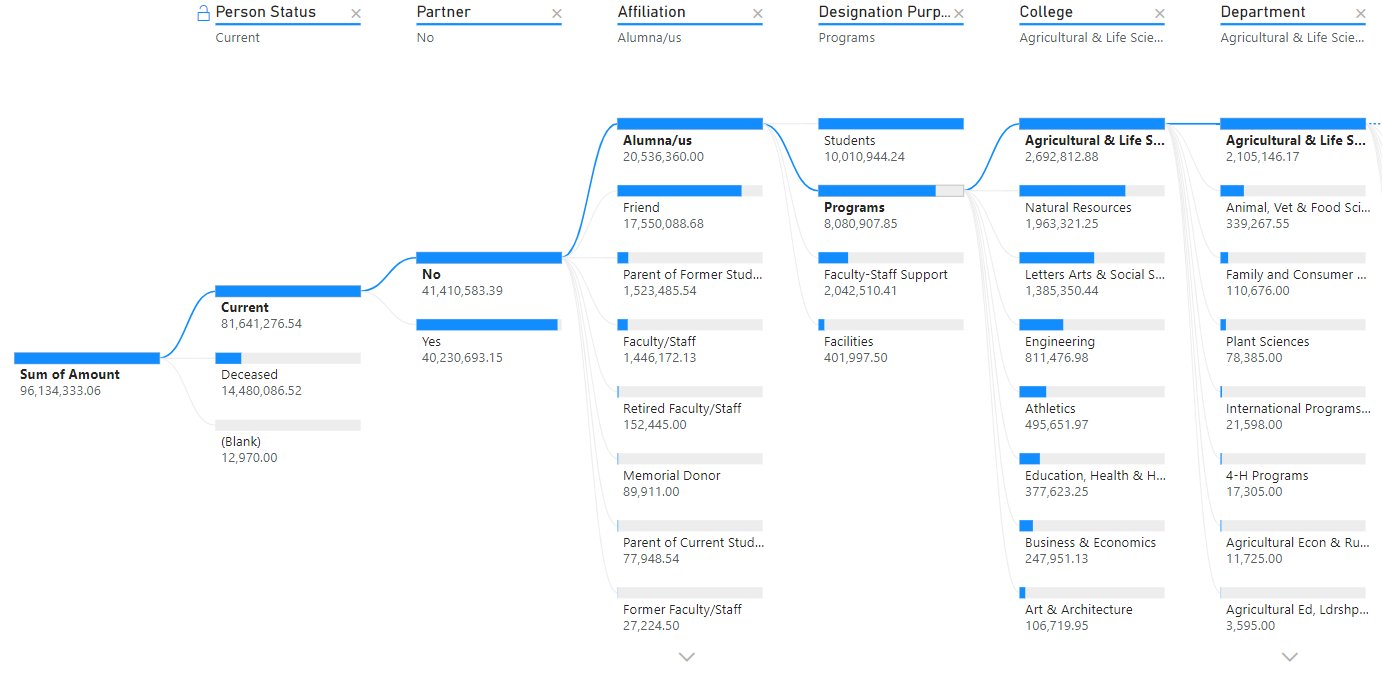 Person Status
Current
Partner
No
Affiliation
Alumna/us
Designation Purp...
Programs
College
Agricultural & Life Scie...
Department
Agricultural & Life Scie...
Sum of Amount
96,134,333.06
Current
81,641,276.54
Deceased
14,480,086.52
(Blank)
12,970.00
No
41,410,583.39
Yes
40,230,693.15
Alumna/us
20,536,360.00
Friend
17,550,088.68
Parent of Former Stud...
1,523,485.54
Faculty/Staff
1,446,172.13
Retired Faculty/Staff
152,445.00
Memorial Donor
89,911.00
Parent of Current Stud...
77,948.54
Former Faculty/Staff
27,224.50
Students
10,010,944.24
Programs
8,080,907.85
Faculty-Staff Support
2,042,510.41
Facilities
401,997.50
Agricultural & Life S...
2,692,812.88
Natural Resources
1,963,321.25
Letters Arts & Social S...
1,385,350.44
Engineering
811,476.98
Athletics
495,651.97
Education, Health & H...
377,623.25
Business & Economics
247,951.13
Art & Architecture
106,719.95
Agricultural & Life S...
2,105,146.17
Animal, Vet & Food Sci...
339,267.55
Family and Consumer ...
110,676.00
Plant Sciences
78,385.00
International Programs...
21,598.00
4-H Programs
17,305.00
Agricultural Econ & Ru...
11,725.00
Agricultural Ed, Ldrshp...
3,595.00